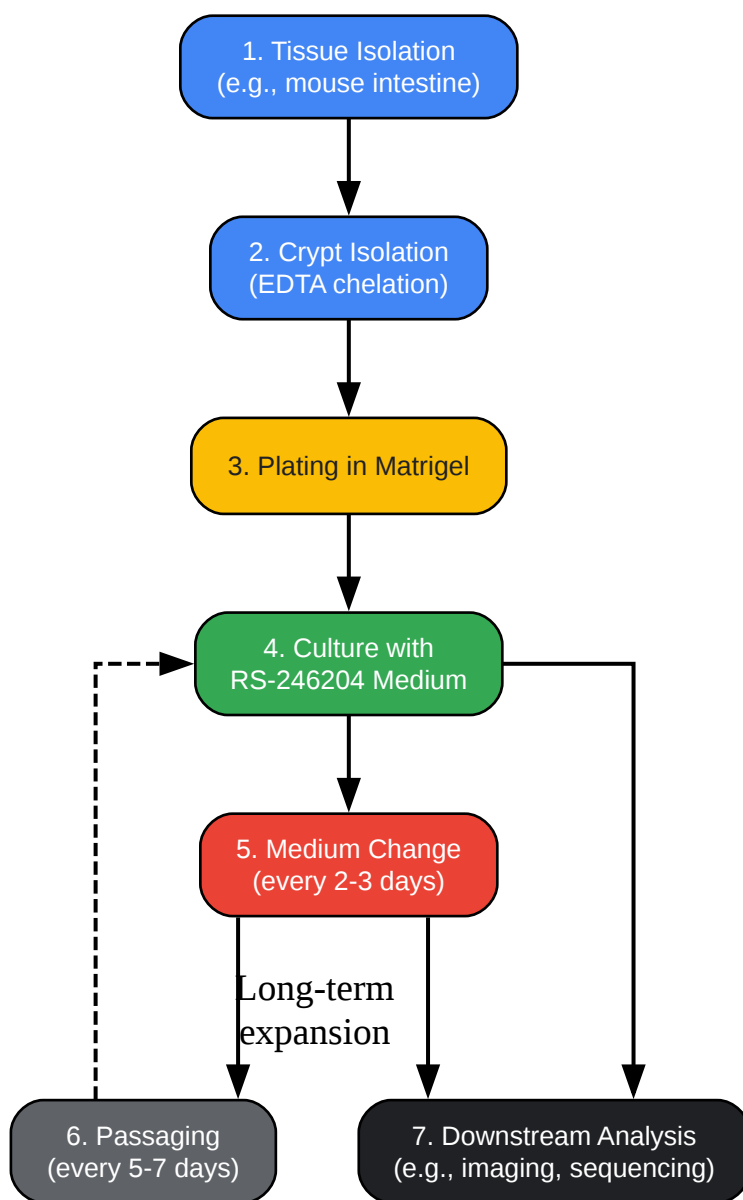 1. Tissue Isolation
(e.g., mouse intestine)
2. Crypt Isolation
(EDTA chelation)
3. Plating in Matrigel
4. Culture with
RS-246204 Medium
5. Medium Change
(every 2-3 days)
Long-term
expansion
6. Passaging
(every 5-7 days)
7. Downstream Analysis
(e.g., imaging, sequencing)